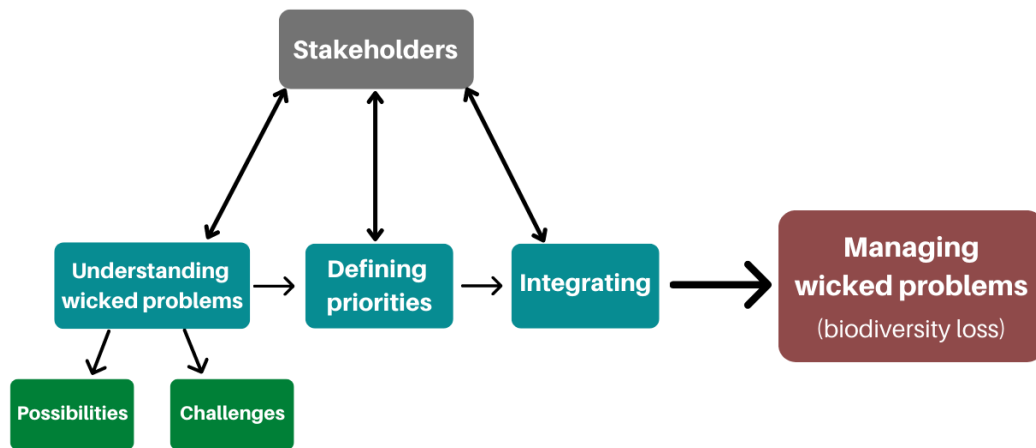 Stakeholders
Understanding
wicked problems
Defining
priorities
Integrating
Managing
wicked problems
(biodiversity loss)
Possibilities
Challenges